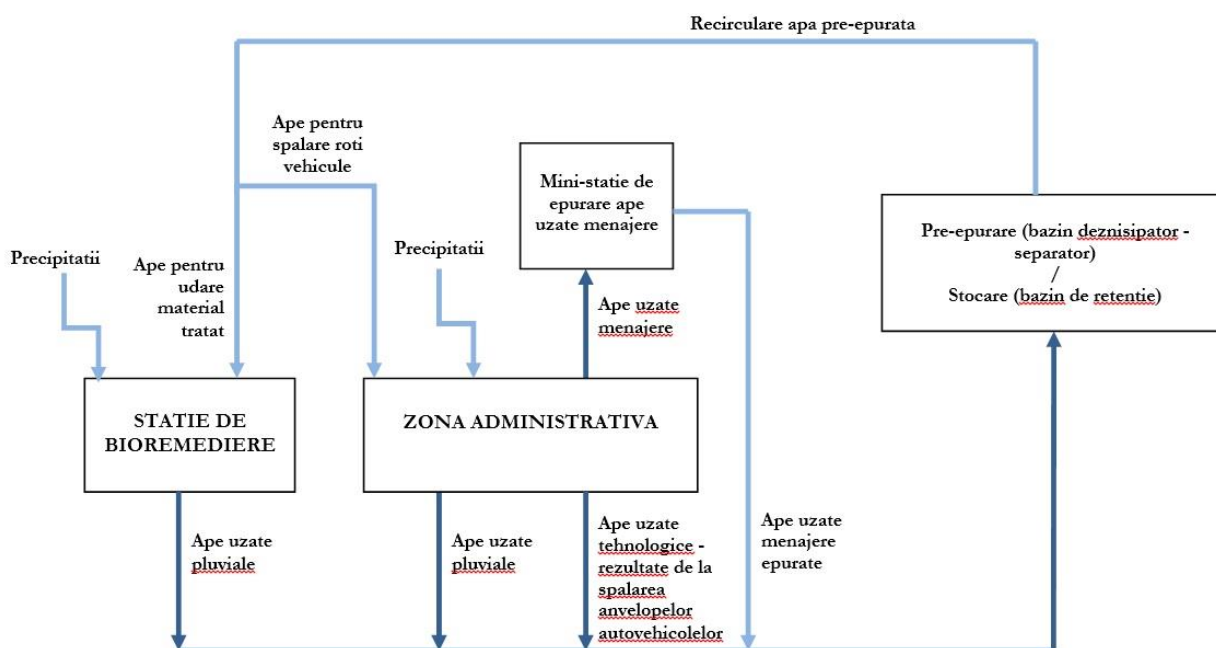 Recirculare apa pre-epurata
Ape pentru
spalare roti
vehicule
Mini-statie de
epurare ape
uzate menajere
Pre-epurare (bazin deznisipator -
separator)
/
Stocare (bazin de retentie)
Precipitatii
Ape pentru
udare
material
tratat
Precipitatii
Ape uzate
menajere
STATIE DE
BIOREMEDIERE
ZONA ADMINISTRATIVA
Ape uzate
pluviale
Ape uzate
pluviale
Ape uzate
tehnologice -
rezultate de la
spalarea
anvelopelor
autovehicolelor
Ape uzate
menajere
epurate